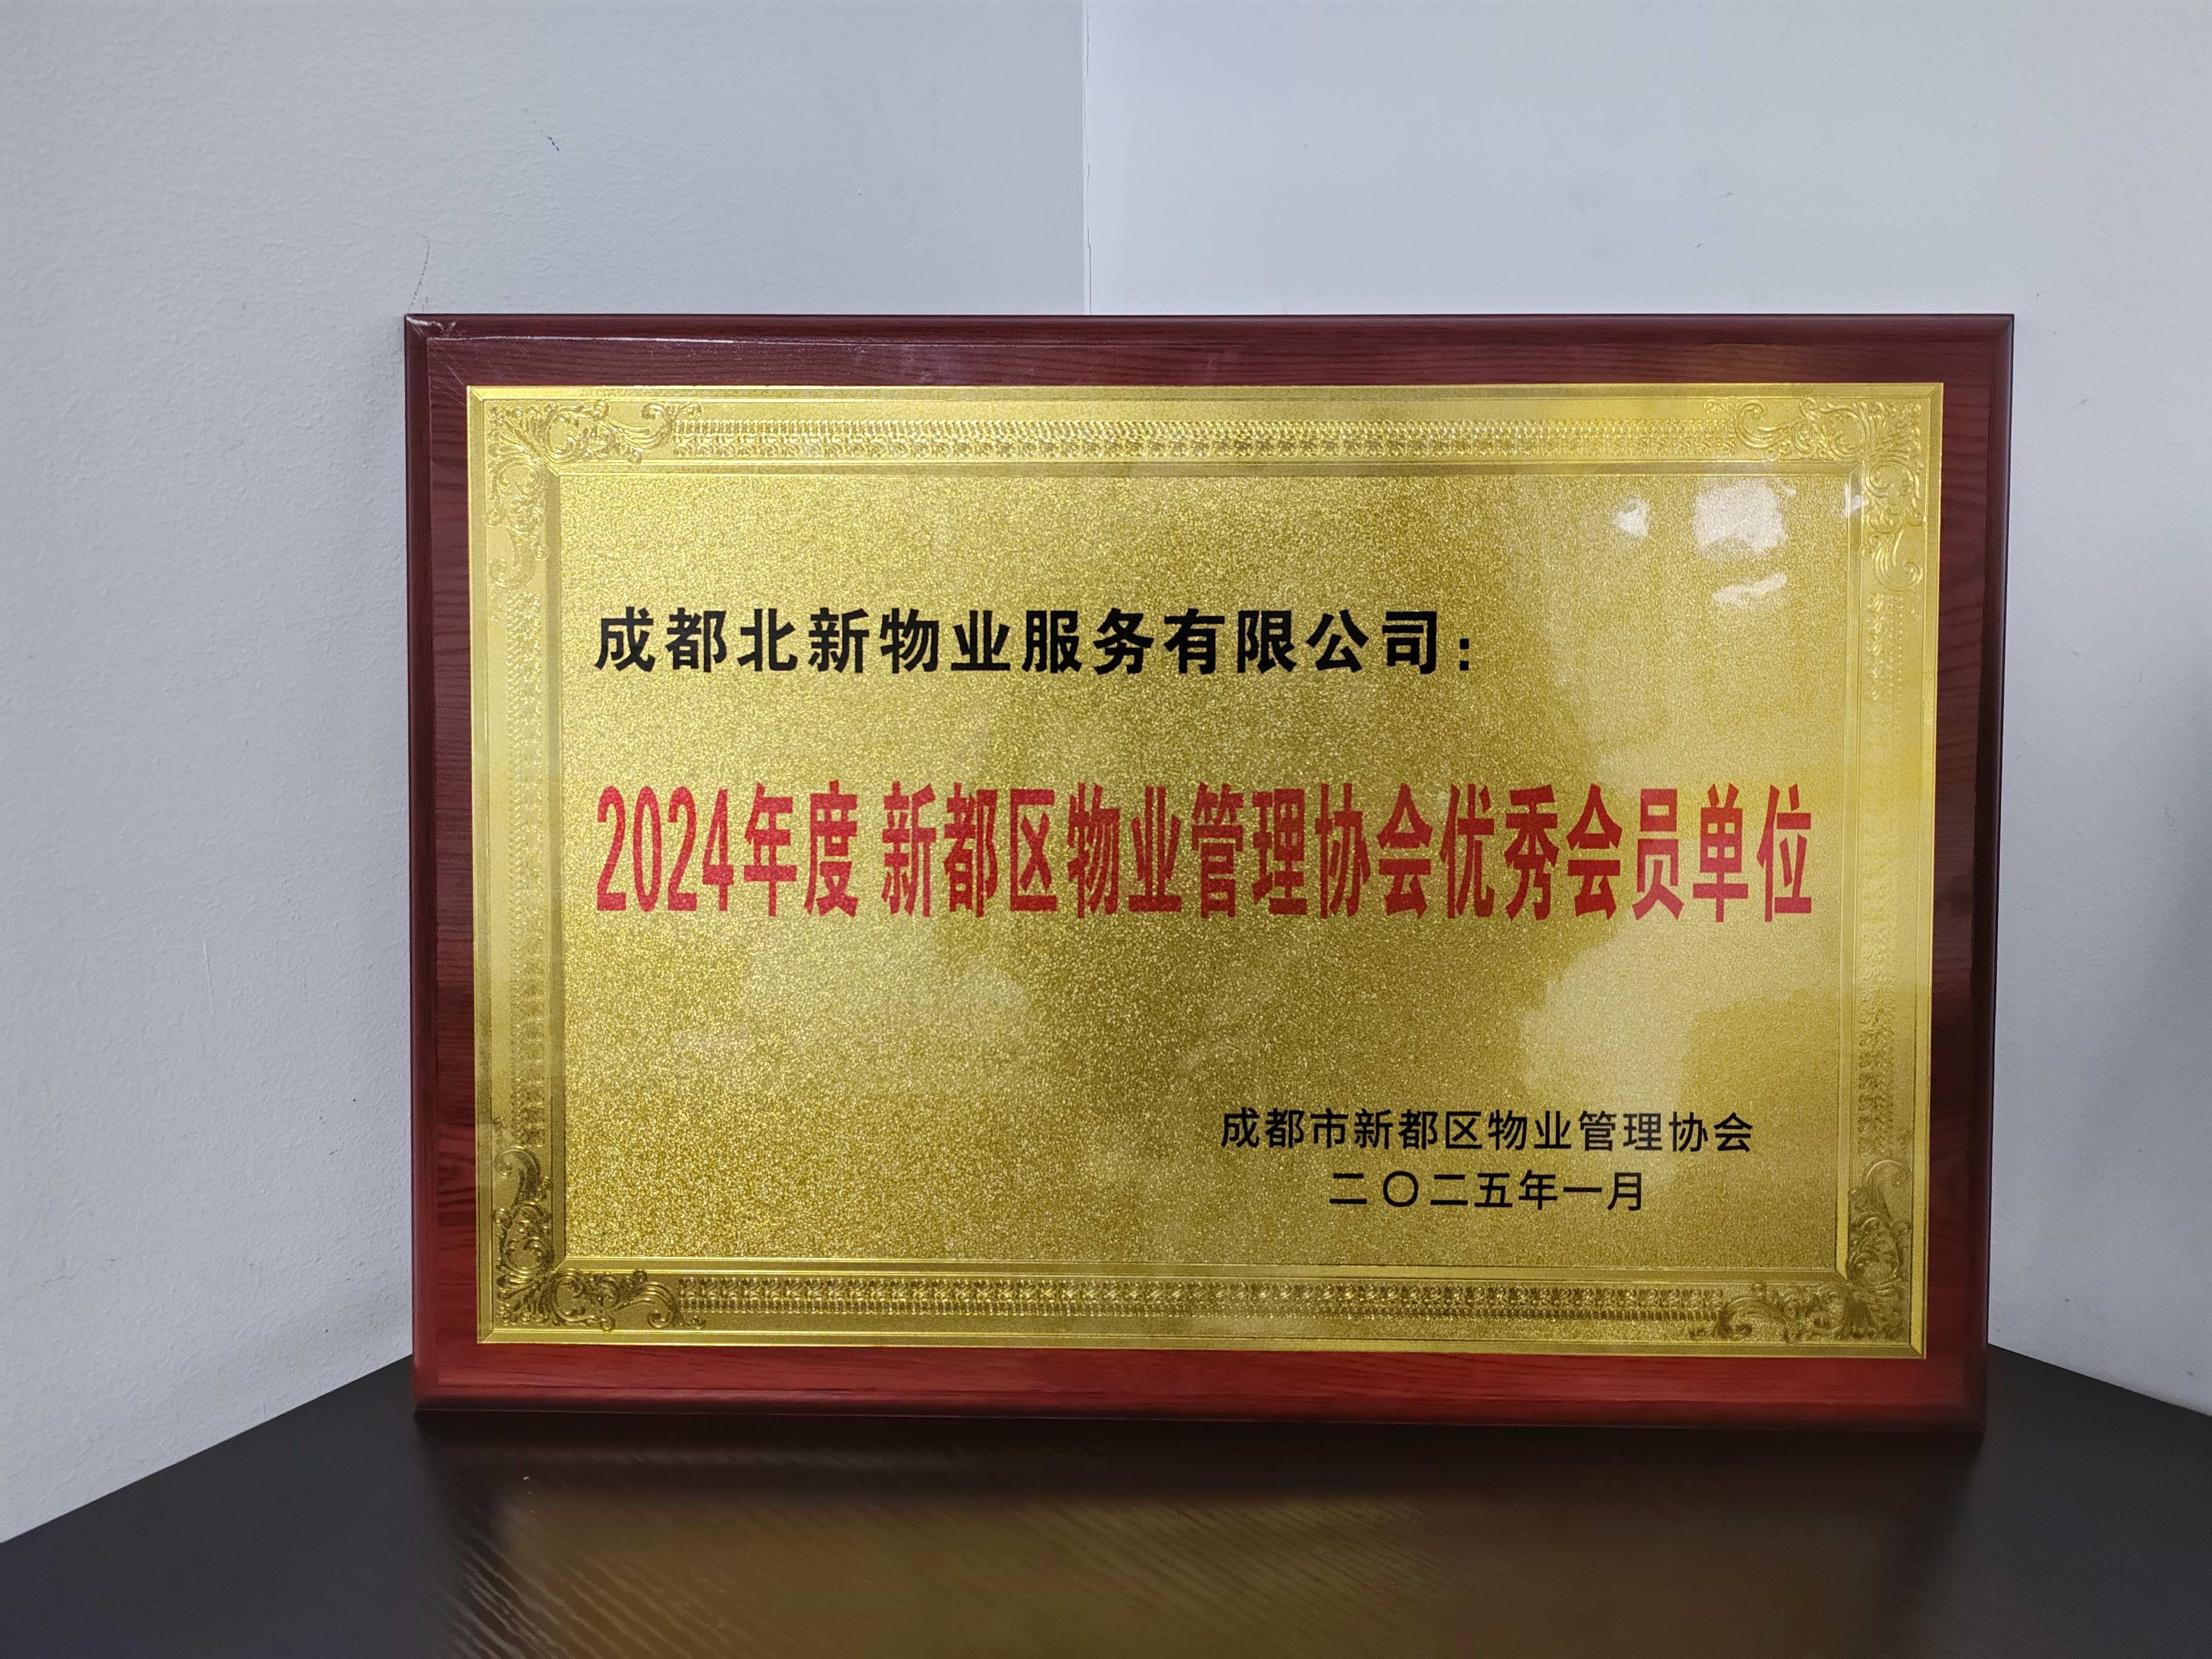 成都北新物业服务有限公司：
2024年度 新都区物业管理协会优秀会员单位
成都市新都区物业管理协会
二〇二五年一月